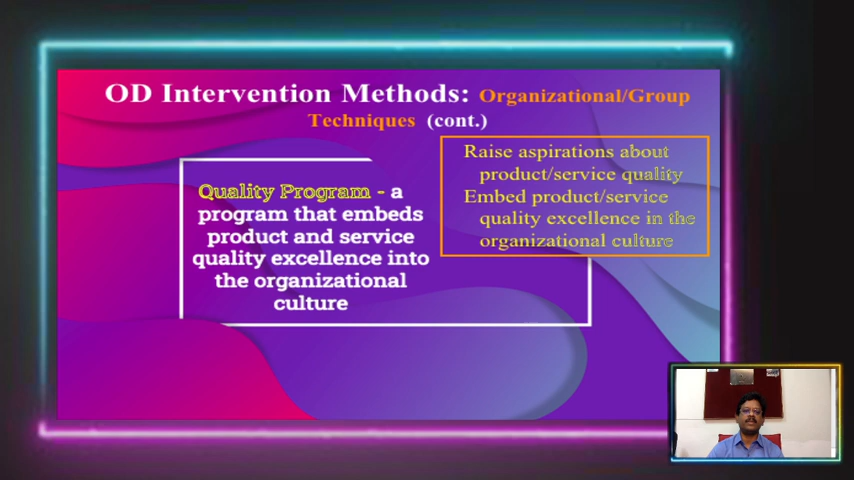 OD Intervention Methods: Organizational/Group
Techniques (cont.)
Quality Program - a
program that embeds
product and service
quality excellence into
the organizational
culture
Raise aspirations about
product/service quality
Embed product/service
quality excellence in the
organizational culture